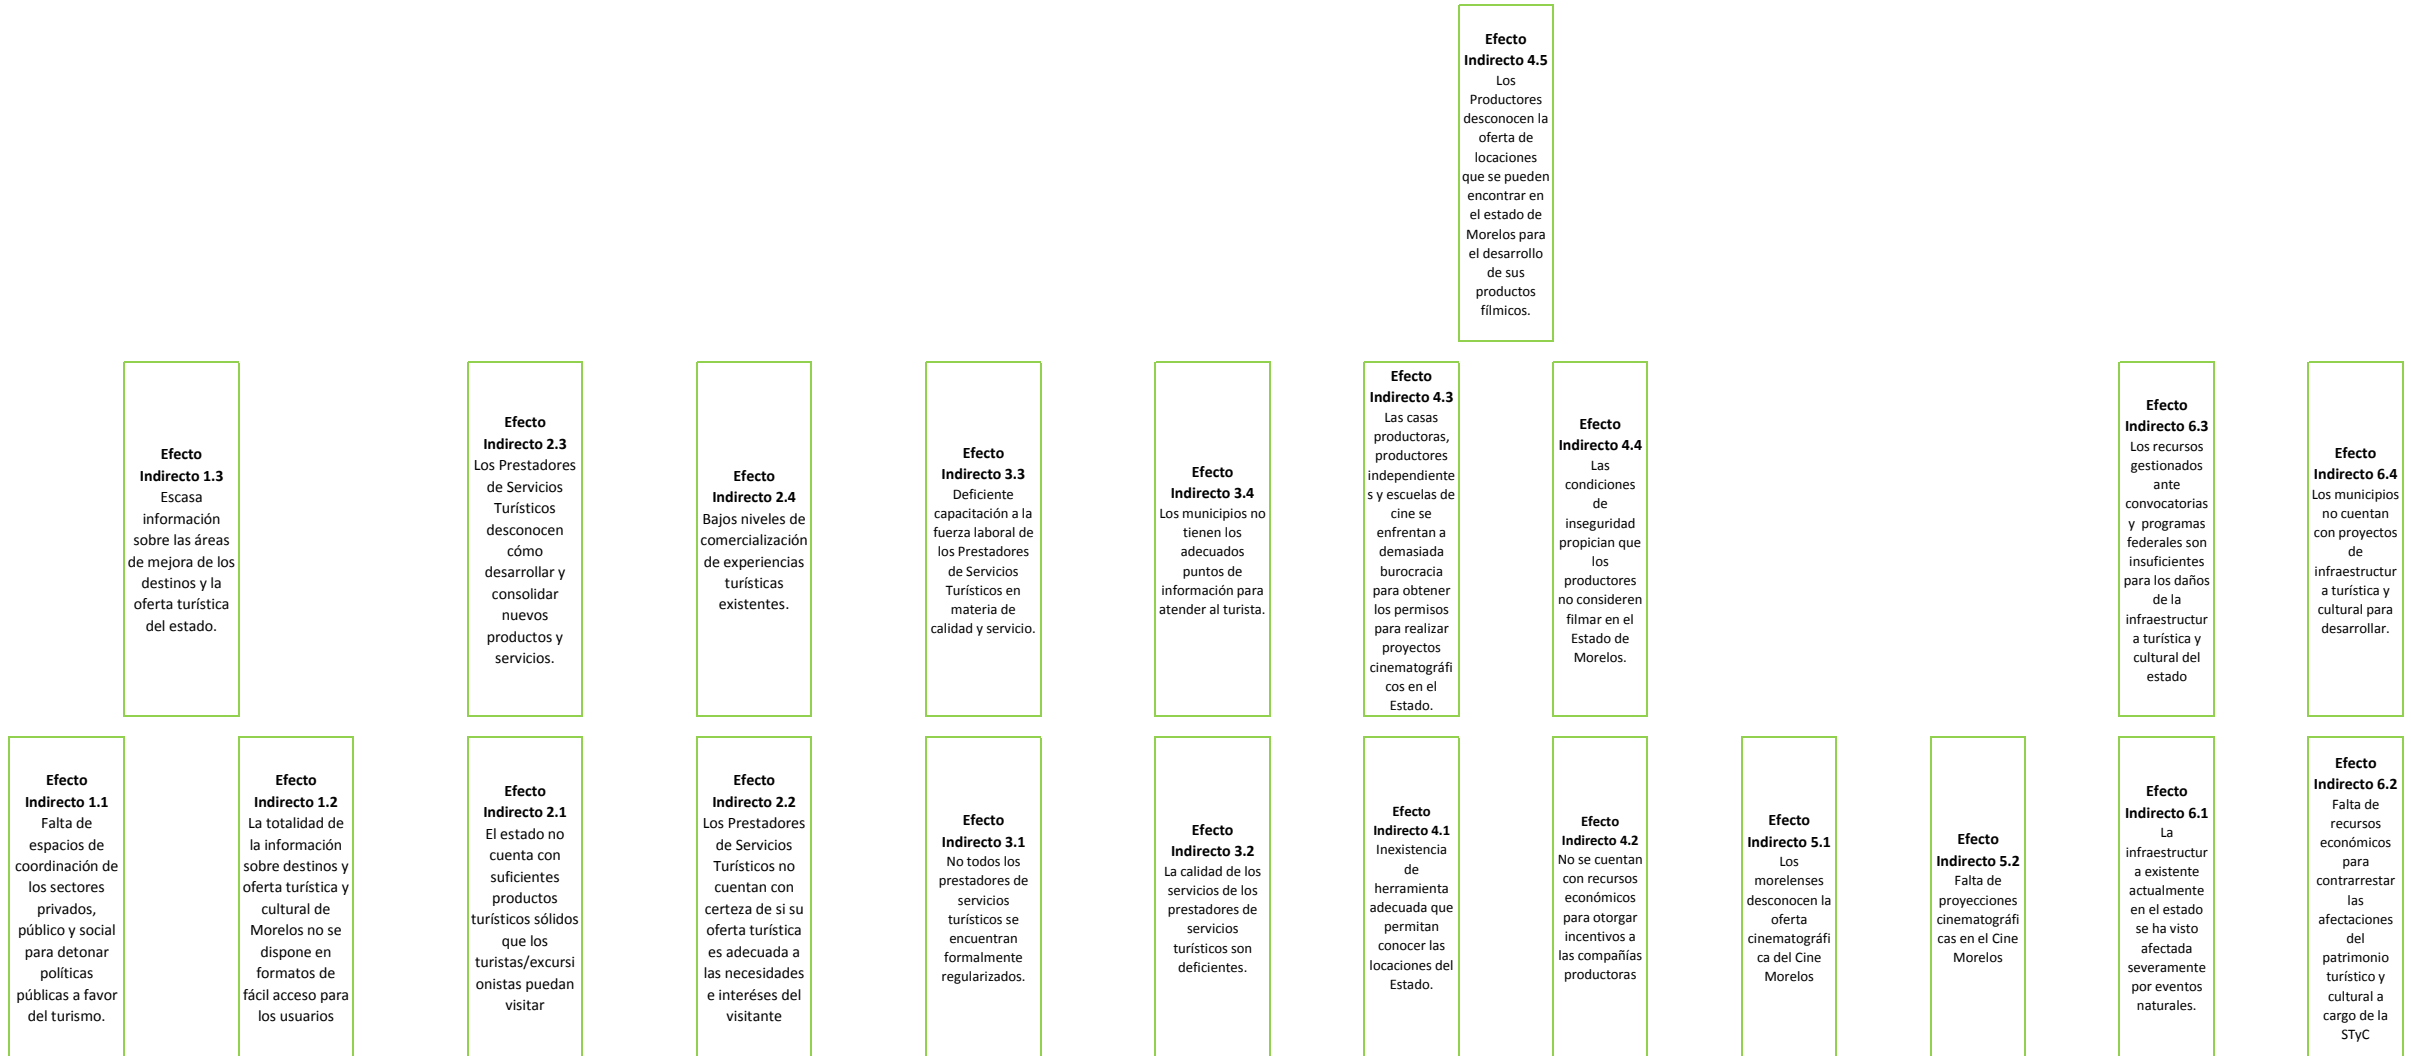 Efecto
Indirecto 4.5
Los
Productores
desconocen la
oferta de
locaciones
que se pueden
encontrar en
el estado de
Morelos para
el desarrollo
de sus
productos
fílmicos.
Efecto
Indirecto 1.3
Escasa
información
sobre las áreas
de mejora de los
destinos y la
oferta turística
del estado.
Efecto
Indirecto 2.3
Los Prestadores
de Servicios
Turísticos
desconocen
cómo
desarrollar y
consolidar
nuevos
productos y
servicios.
Efecto
Indirecto 2.4
Bajos niveles de
comercialización
de experiencias
turísticas
existentes.
Efecto
Indirecto 3.3
Deficiente
capacitación a la
fuerza laboral de
los Prestadores
de Servicios
Turísticos en
materia de
calidad y servicio.
Efecto
Indirecto 3.4
Los municipios no
tienen los
adecuados
puntos de
información para
atender al turista.
Efecto
Indirecto 4.3
Las casas
productoras,
productores
independiente
s y escuelas de
cine se
enfrentan a
demasiada
burocracia
para obtener
los permisos
para realizar
proyectos
cinematográfi
cos en el
Estado.
Efecto
Indirecto 4.4
Las
condiciones
de
inseguridad
propician que
los
productores
no consideren
filmar en el
Estado de
Morelos.
Efecto
Indirecto 6.3
Los recursos
gestionados
ante
convocatorias
y programas
federales son
insuficientes
para los daños
de la
infraestructur
a turística y
cultural del
estado
Efecto
Indirecto 6.4
Los municipios
no cuentan
con proyectos
de
infraestructur
a turística y
cultural para
desarrollar.
Efecto
Indirecto 1.1
Falta de
espacios de
coordinación de
los sectores
privados,
público y social
para detonar
políticas
públicas a favor
del turismo.
Efecto
Indirecto 1.2
La totalidad de
la información
sobre destinos y
oferta turística y
cultural de
Morelos no se
dispone en
formatos de
fácil acceso para
los usuarios
Efecto
Indirecto 2.1
El estado no
cuenta con
suficientes
productos
turísticos sólidos
que los
turistas/excursi
onistas puedan
visitar
Efecto
Indirecto 2.2
Los Prestadores
de Servicios
Turísticos no
cuentan con
certeza de si su
oferta turística
es adecuada a
las necesidades
e interéses del
visitante
Efecto
Indirecto 3.1
No todos los
prestadores de
servicios
turísticos se
encuentran
formalmente
regularizados.
Efecto
Indirecto 3.2
La calidad de los
servicios de los
prestadores de
servicios
turísticos son
deficientes.
Efecto
Indirecto 4.1
Inexistencia
de
herramienta
adecuada que
permitan
conocer las
locaciones del
Estado.
Efecto
Indirecto 4.2
No se cuentan
con recursos
económicos
para otorgar
incentivos a
las compañías
productoras
Efecto
Indirecto 5.1
Los
morelenses
desconocen la
oferta
cinematográfi
ca del Cine
Morelos
Efecto
Indirecto 5.2
Falta de
proyecciones
cinematográfi
cas en el Cine
Morelos
Efecto
Indirecto 6.1
La
infraestructur
a existente
actualmente
en el estado
se ha visto
afectada
severamente
por eventos
naturales.
Efecto
Indirecto 6.2
Falta de
recursos
económicos
para
contrarrestar
las
afectaciones
del
patrimonio
turístico y
cultural a
cargo de la
STyC